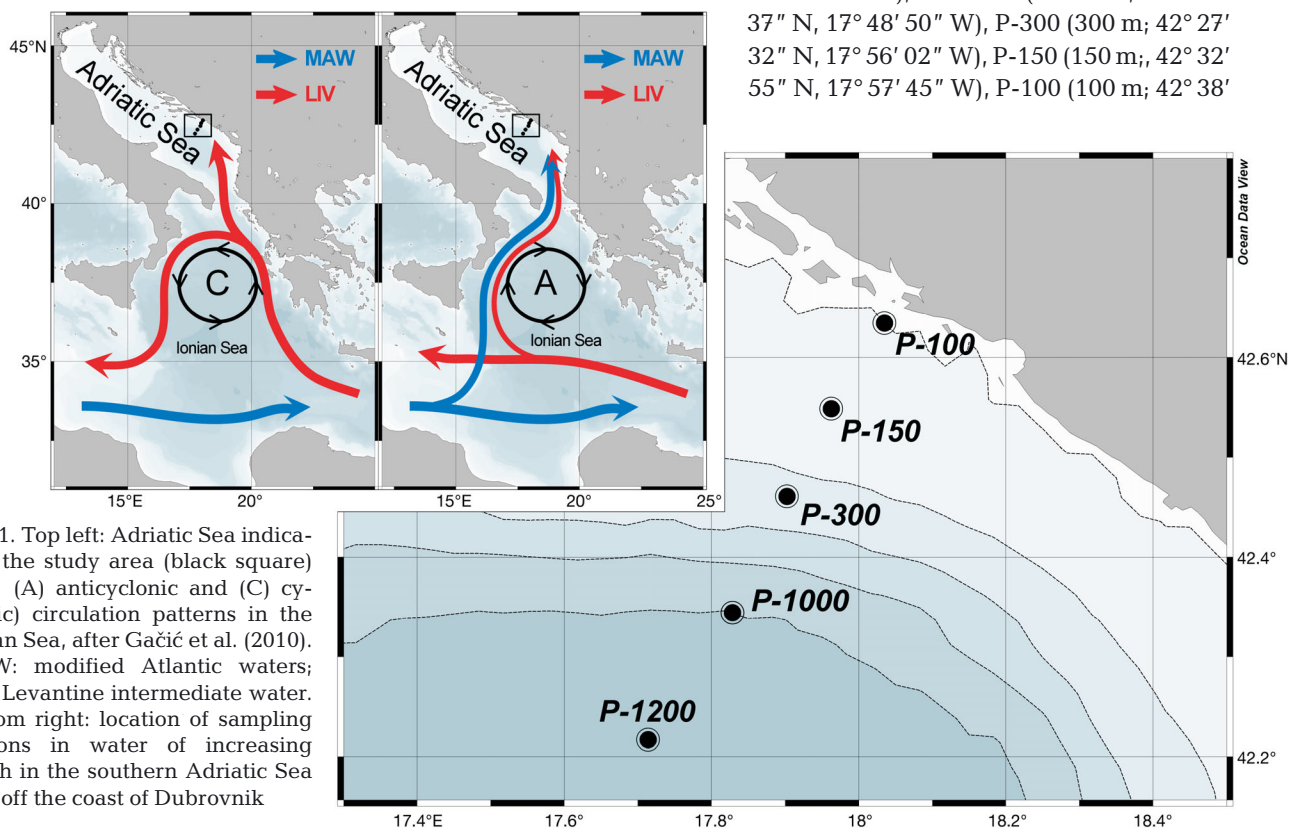 37″ N, 17° 48′ 50″ W), P-300 (300 m; 42° 27′
32″ N, 17° 56′ 02″ W), P-150 (150 m;, 42° 32′
55″ N, 17° 57′ 45″ W), P-100 (100 m; 42° 38′
45°N
40°
35°
MAW
LIV
Adriatic Sea
C
Ionian Sea
MAW
LIV
Adriatic Sea
A
Ionian Sea
15°E
20°
15°E
20°
25°
Ocean Data View
P-100
42.6°N
P-150
P-300
42.4°
P-1000
P-1200
42.2°
17.4°E
17.6°
17.8°
18°
18.2°
18.4°
1. Top left: Adriatic Sea indica-
the study area (black square)
(A) anticyclonic and (C) cy-
ic) circulation patterns in the
an Sea, after Gačić et al. (2010).
W: modified Atlantic waters;
Levantine intermediate water.
om right: location of sampling
ons in water of increasing
h in the southern Adriatic Sea
off the coast of Dubrovnik